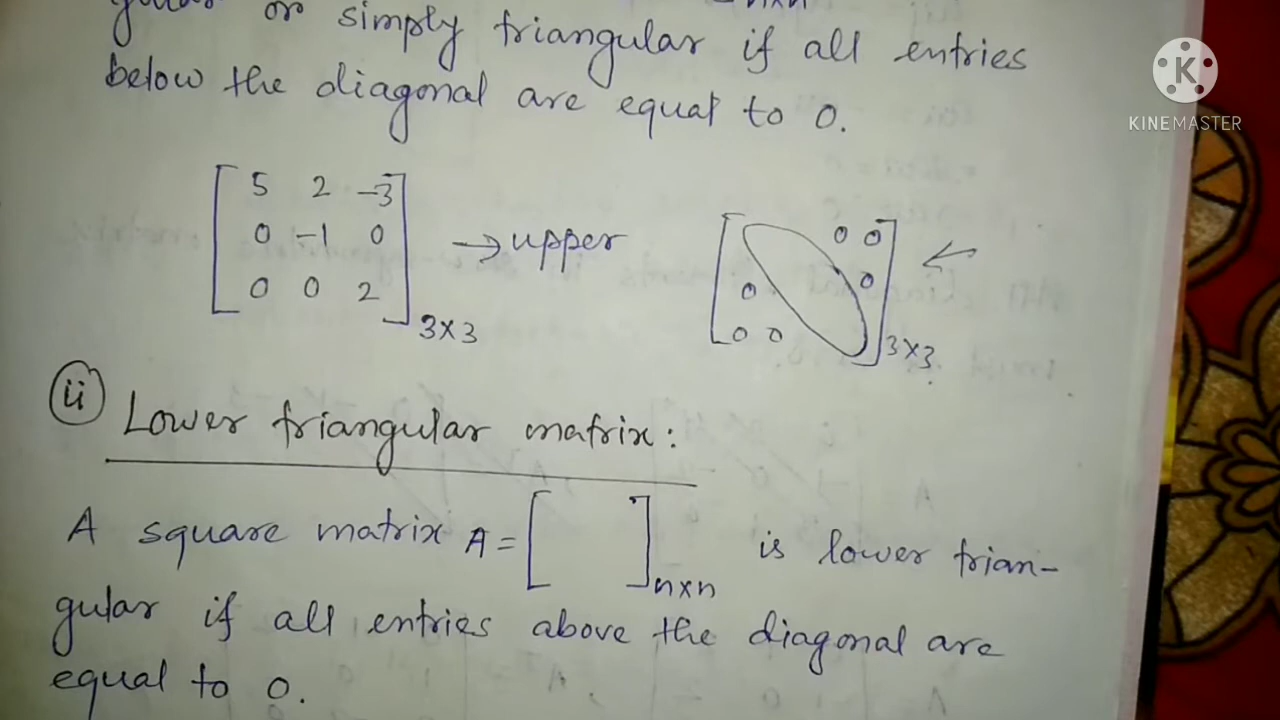 gular or simply triangular if all entries
below the diagonal are equal to 0.
5 2 -3
0 -1 0
0 0 2
3×3
→ upper
0 0
0 0
0 0
3×3.
←
(ii) Lower triangular matrix:
A square matrix A = [ ]n×n is lower trian-
gular if all entries above the diagonal are
equal to 0.
K
KINEMASTER